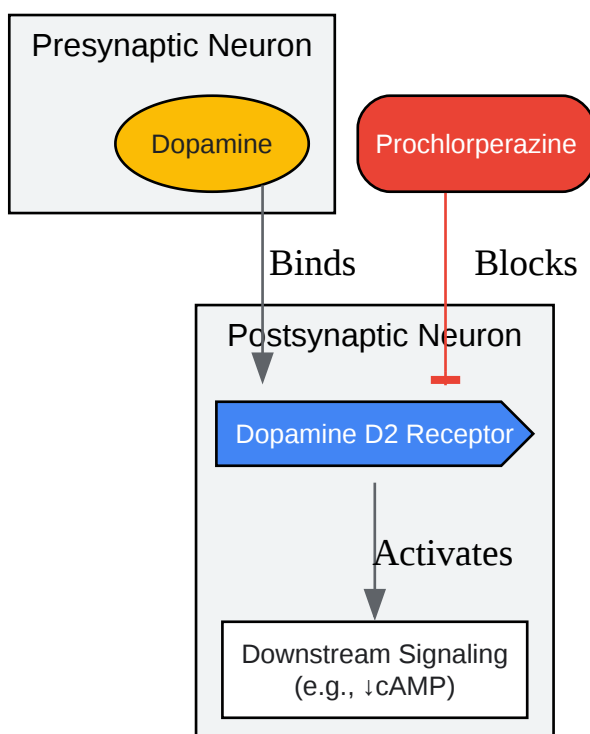 Presynaptic Neuron
Dopamine
Prochlorperazine
Binds
Blocks
Postsynaptic Neuron
Dopamine D2 Receptor
Activates
Downstream Signaling
(e.g., ↓cAMP)